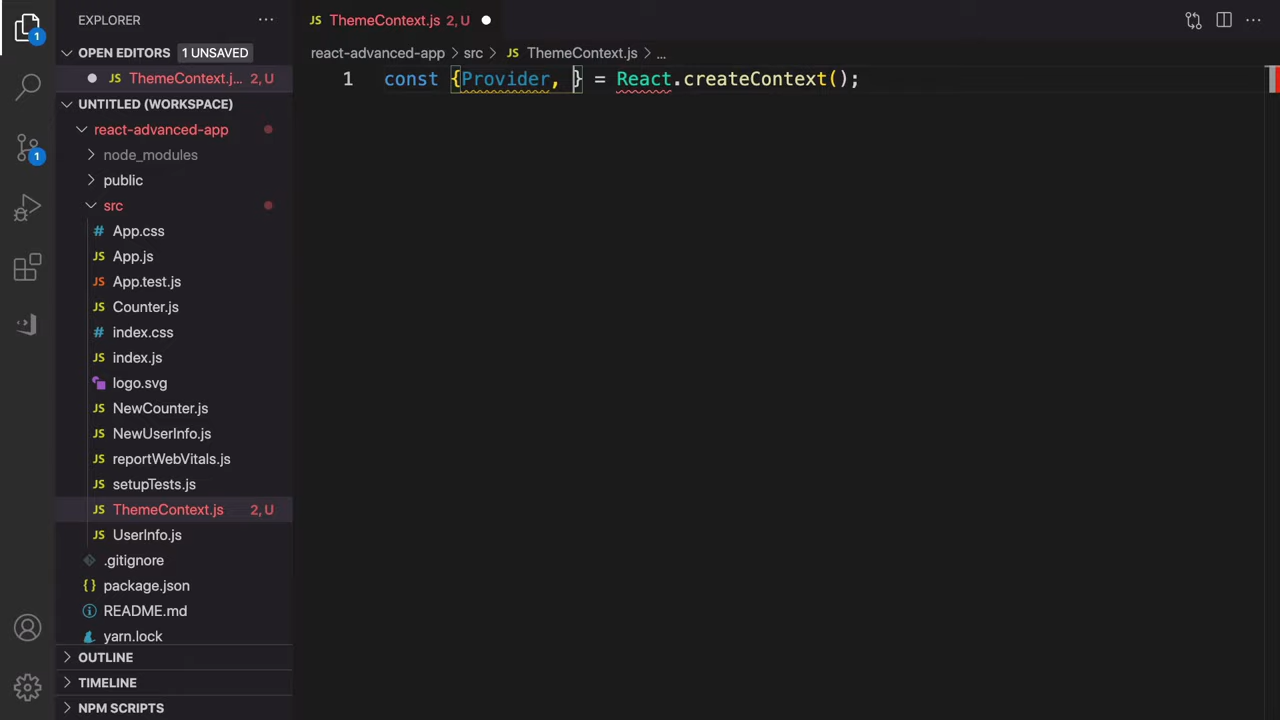 EXPLORER
OPEN EDITORS 1 UNSAVED
JS ThemeContext.j... 2, U
UNTITLED (WORKSPACE)
react-advanced-app
node_modules
public
src
# App.css
JS App.js
JS App.test.js
JS Counter.js
# index.css
JS index.js
logo.svg
JS NewCounter.js
JS NewUserInfo.js
JS reportWebVitals.js
JS setupTests.js
JS ThemeContext.js 2, U
JS UserInfo.js
.gitignore
{} package.json
README.md
yarn.lock
OUTLINE
TIMELINE
NPM SCRIPTS
1
1
JS ThemeContext.js 2, U
react-advanced-app > src > JS ThemeContext.js > ...
1 const {Provider, } = React.createContext();